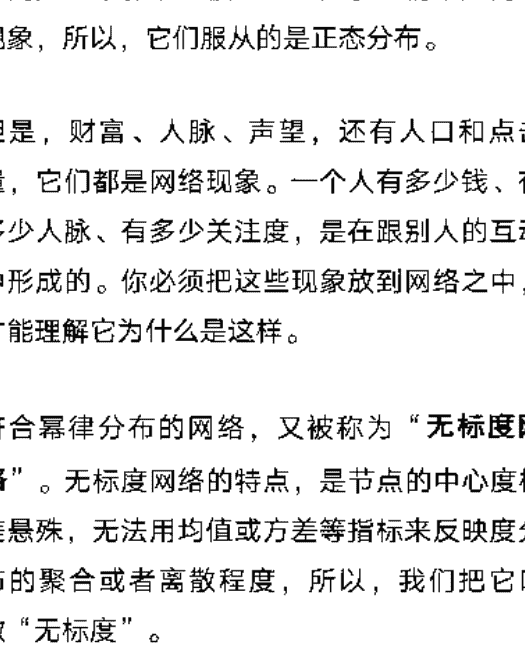 现象，所以，它们服从的是正态分布。
但是，财富、人脉、声望，还有人口和点击
量，它们都是网络现象。一个人有多少钱、有
多少人脉、有多少关注度，是在跟别人的互动
中形成的。你必须把这些现象放到网络之中，
才能理解它为什么是这样。
符合幂律分布的网络，又被称为“无标度网
络”。无标度网络的特点，是节点的中心度相
差悬殊，无法用均值或方差等指标来反映度分
布的聚合或者离散程度，所以，我们把它叫
做“无标度”。